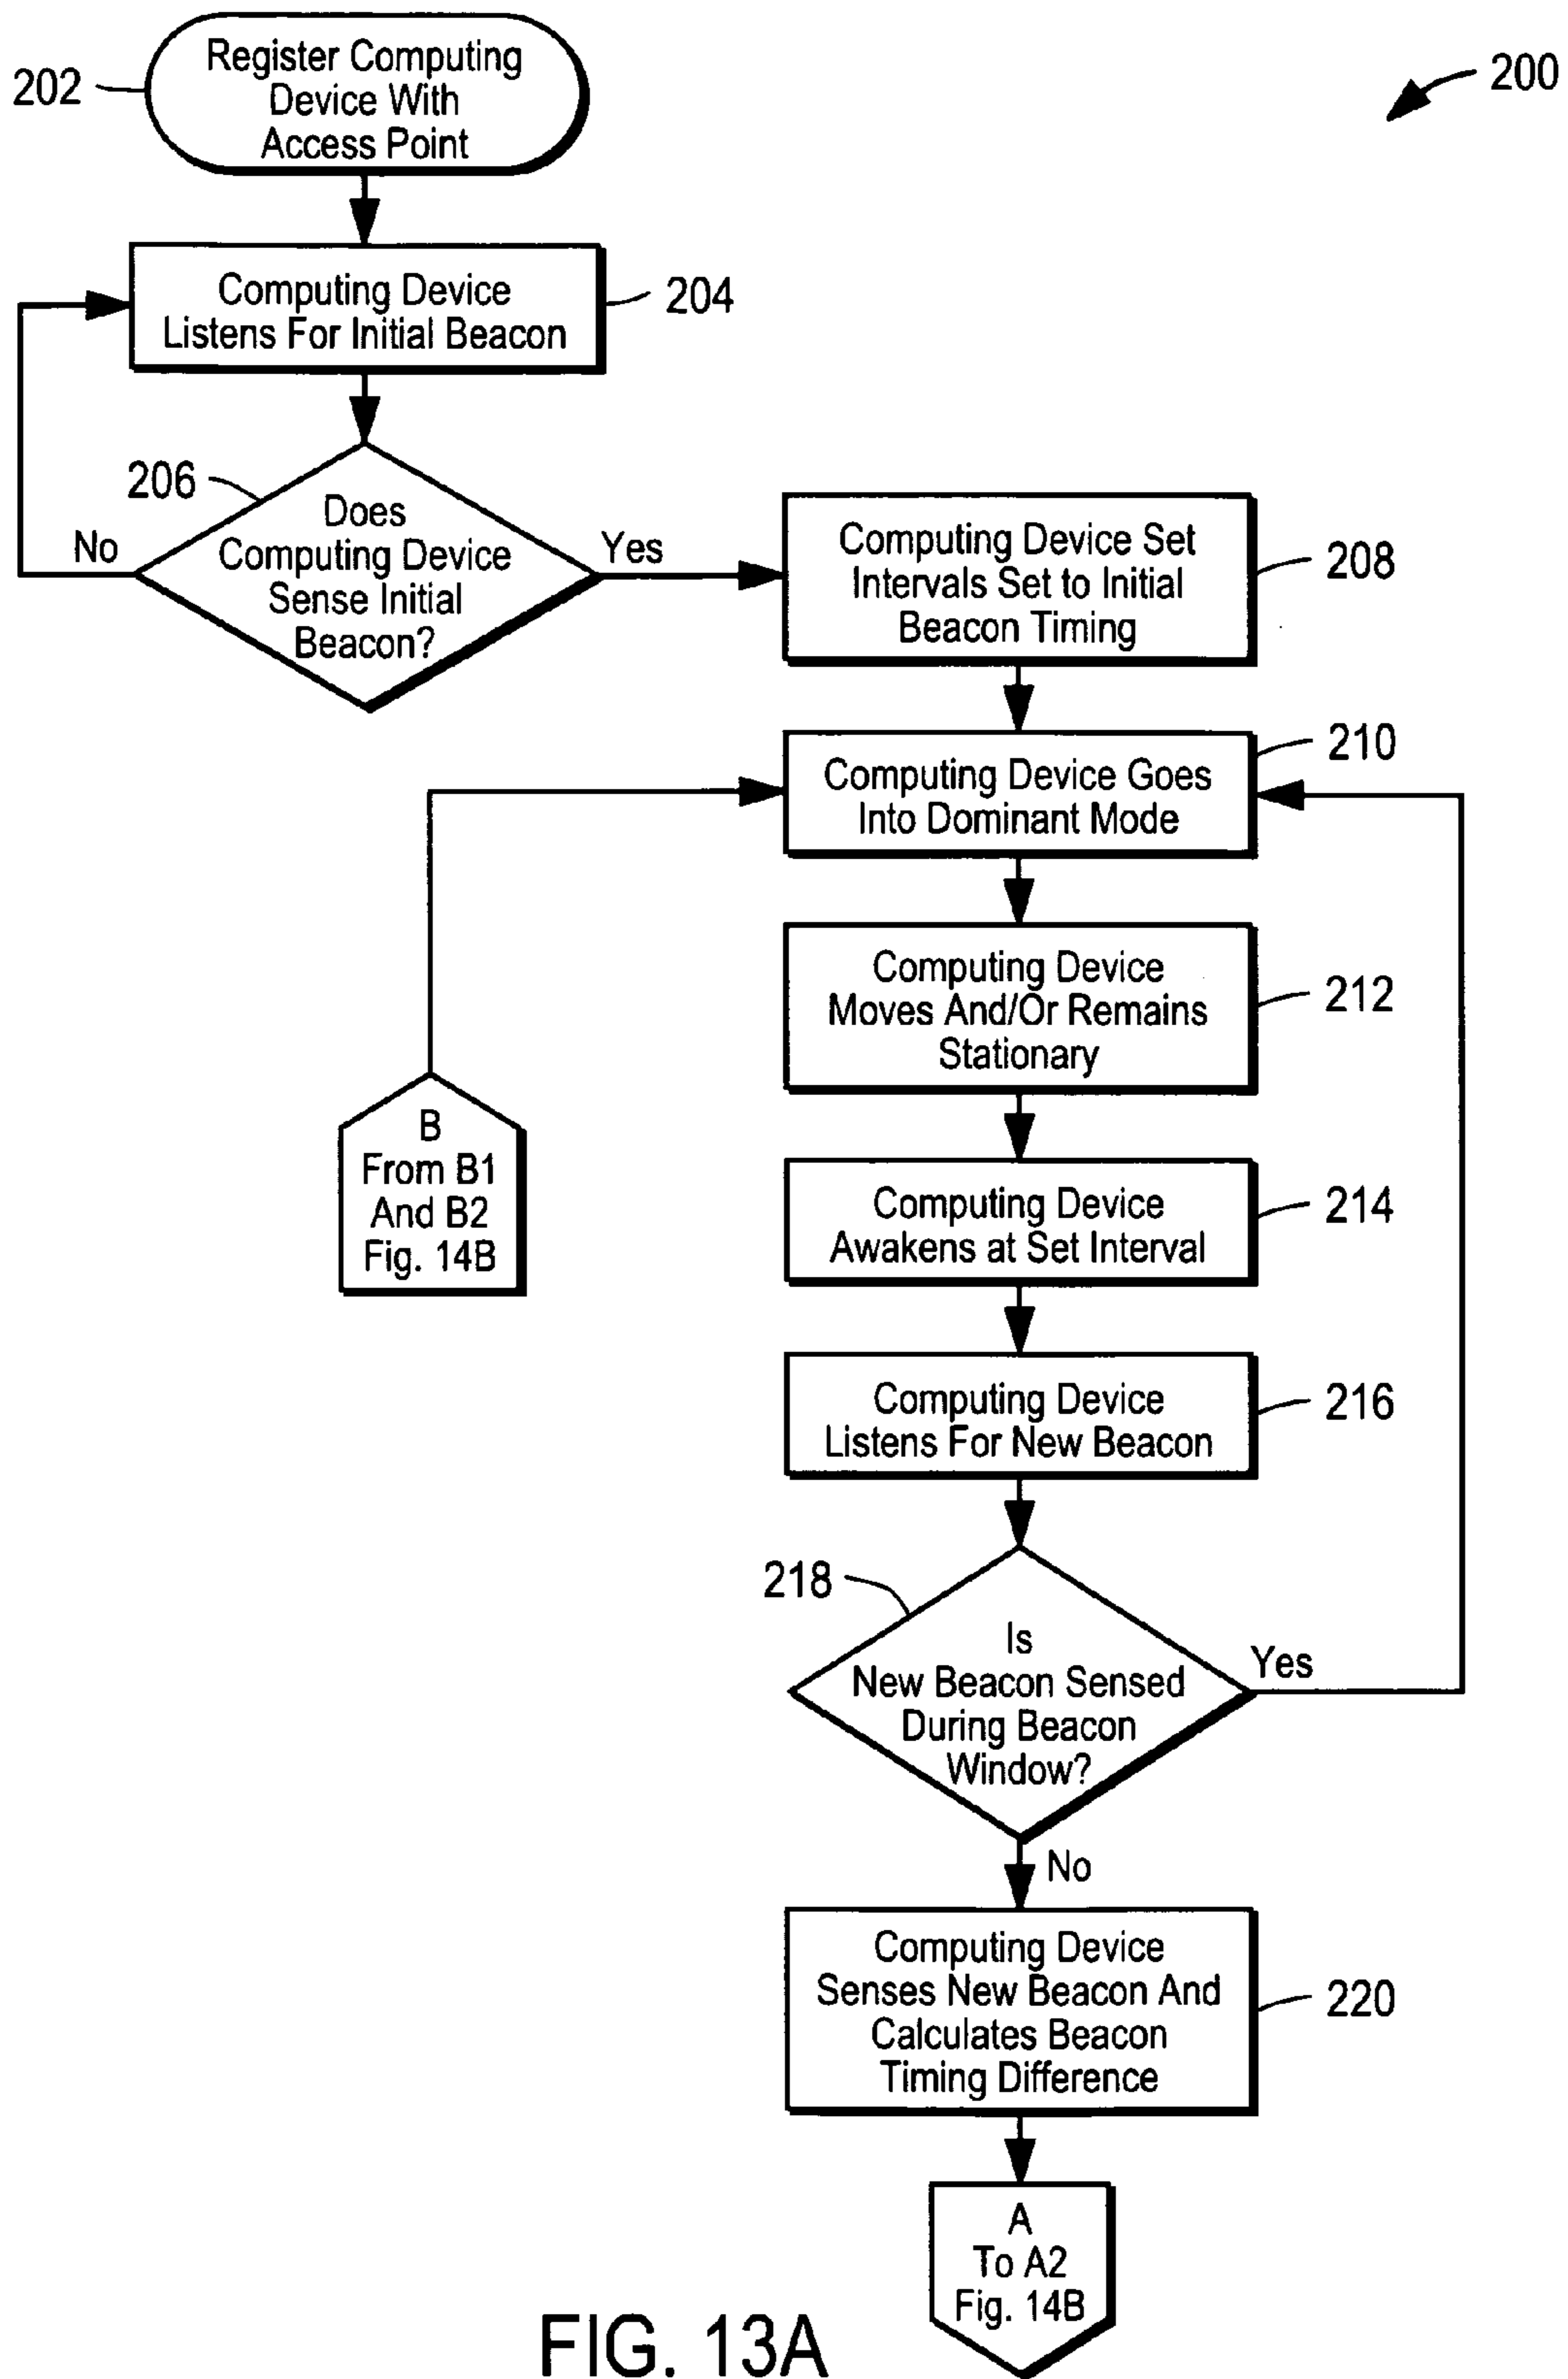 200
202
Register Computing
Device With
Access Point
Computing Device
Listens For Initial Beacon
204
206
Does
Computing Device
Sense Initial
Beacon?
No
Yes
Computing Device Set
Intervals Set to Initial
Beacon Timing
208
Computing Device Goes
Into Dominant Mode
210
Computing Device
Moves And/Or Remains
Stationary
212
B
From B1
And B2
Fig. 14B
Computing Device
Awakens at Set Interval
214
Computing Device
Listens For New Beacon
216
218
Is
New Beacon Sensed
During Beacon
Window?
Yes
No
Computing Device
Senses New Beacon And
Calculates Beacon
Timing Difference
220
A
To A2
Fig. 14B
FIG. 13A